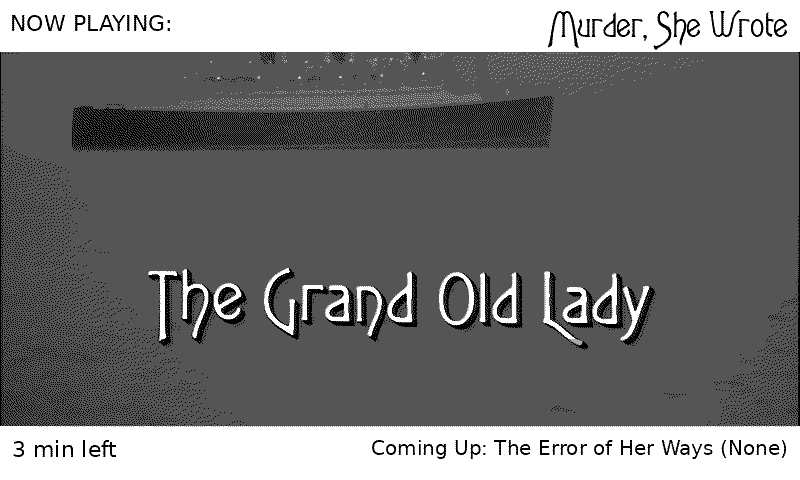 NOW PLAYING:
Murder, She Wrote
The Grand Old Lady
3 min left
Coming Up: The Error of Her Ways (None)